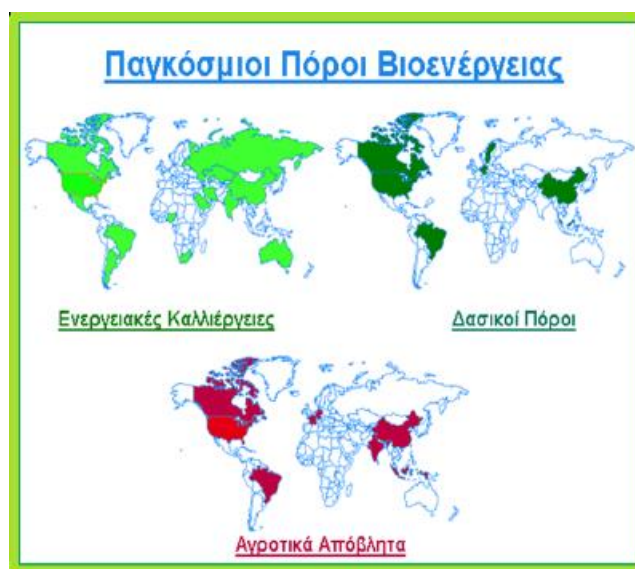 Παγκόσμιοι Πόροι Βιοενέργειας
Ενεργειακές Καλλιέργειες
Δασικοί Πόροι
Αγροτικά Απόβλητα